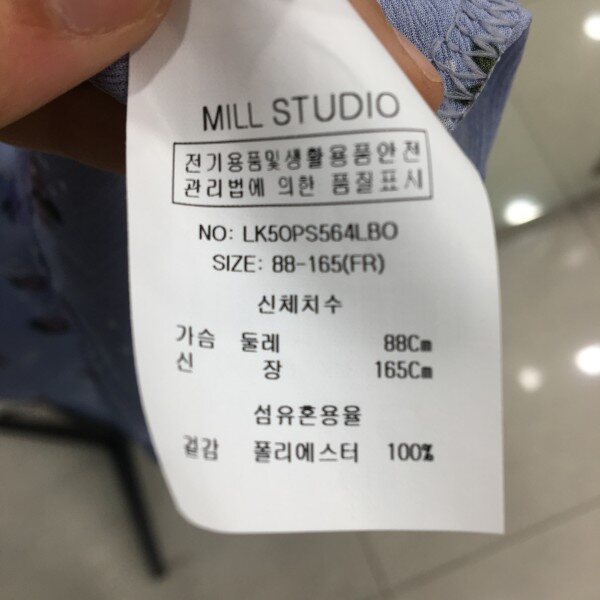 MILL STUDIO
전기용품및생활용품안전
관리법에 의한 품질표시
NO: LK5OPS564LBO
SIZE: 88-165(FR)
신체치수
가슴 둘레 88Cm
신 장 165Cm
섬유혼용율
겉감 폴리에스터 100%